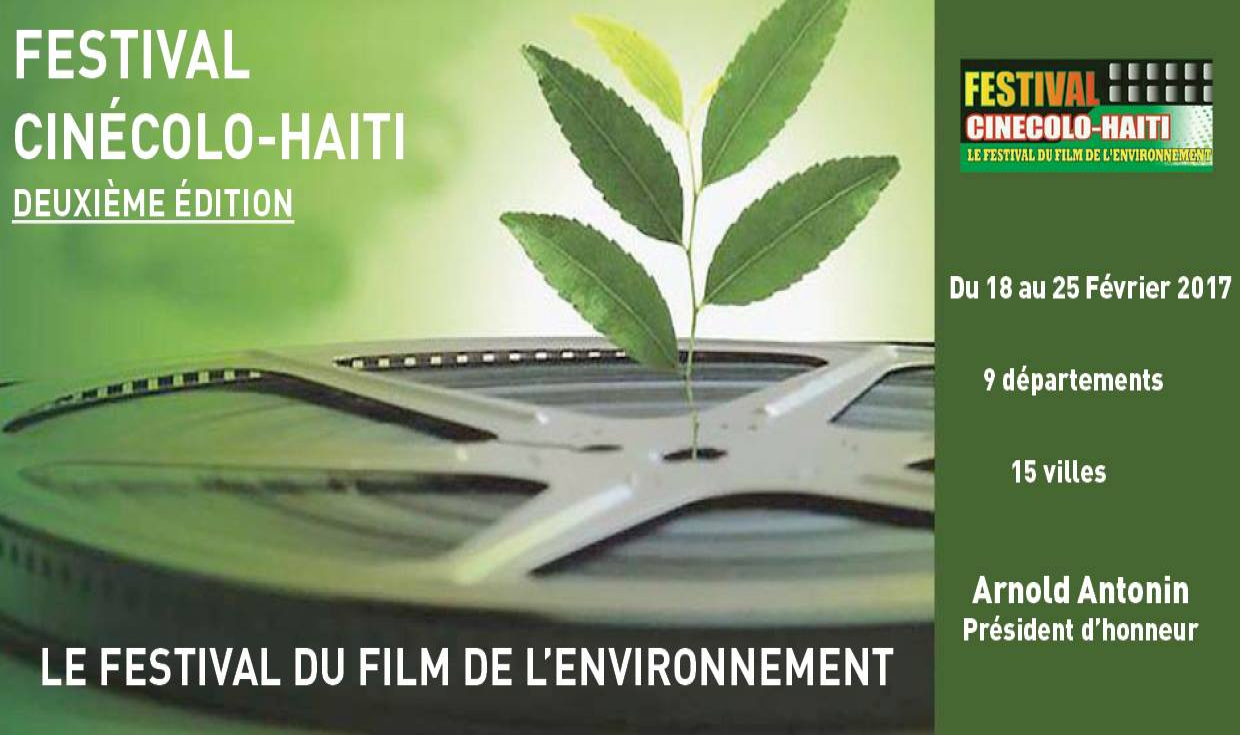 FESTIVAL
CINÉCOLO-HAITI
DEUXIÈME ÉDITION
LE FESTIVAL DU FILM DE L'ENVIRONNEMENT
FESTIVAL
CINECOLO-HAITI
LE FESTIVAL DU FILM DE L'ENVIRONNEMENT
Du 18 au 25 Février 2017
9 départements
15 villes
Arnold Antonin
Président d'honneur